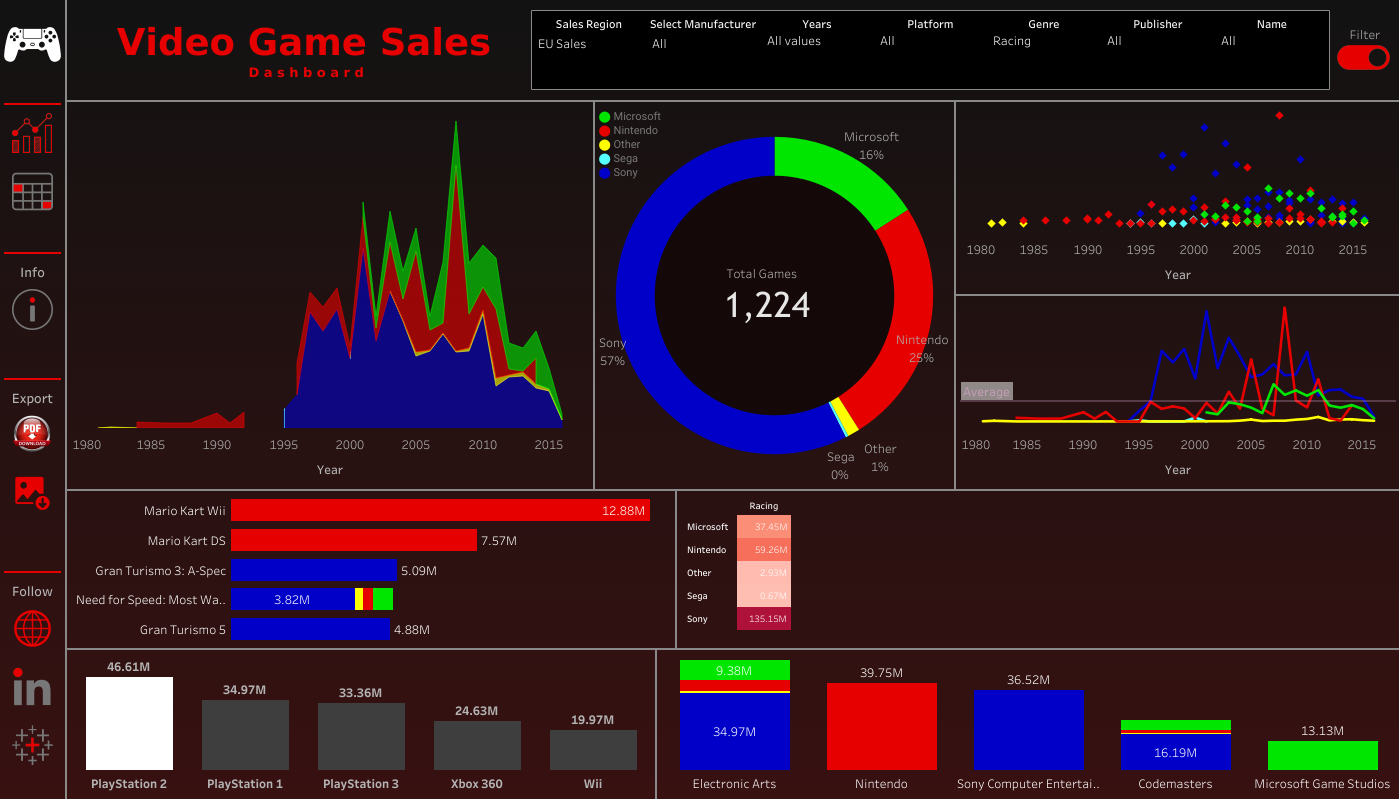 Video Game Sales
Dashboard
Sales Region Select Manufacturer Years Platform Genre Publisher Name
EU Sales All All values All Racing All All
Filter
Info
Export
PDF
DOWNLOAD
Follow
in
1980 1985 1990 1995 2000 2005 2010 2015
Year
Microsoft
Nintendo
Other
Sega
Sony
Microsoft
16%
Nintendo
25%
Other
1%
Sega
0%
Sony
57%
Total Games
1,224
1980 1985 1990 1995 2000 2005 2010 2015
Year
Average
1980 1985 1990 1995 2000 2005 2010 2015
Year
Mario Kart Wii 12.88M
Mario Kart DS 7.57M
Gran Turismo 3: A-Spec 5.09M
Need for Speed: Most Wa.. 3.82M
Gran Turismo 5 4.88M
Racing
Microsoft 37.45M
Nintendo 59.26M
Other 2.93M
Sega 0.67M
Sony 135.15M
46.61M 34.97M 33.36M 24.63M 19.97M
PlayStation 2 PlayStation 1 PlayStation 3 Xbox 360 Wii
9.38M 39.75M 36.52M 13.13M
34.97M 16.19M
Electronic Arts Nintendo Sony Computer Entertai.. Codemasters Microsoft Game Studios